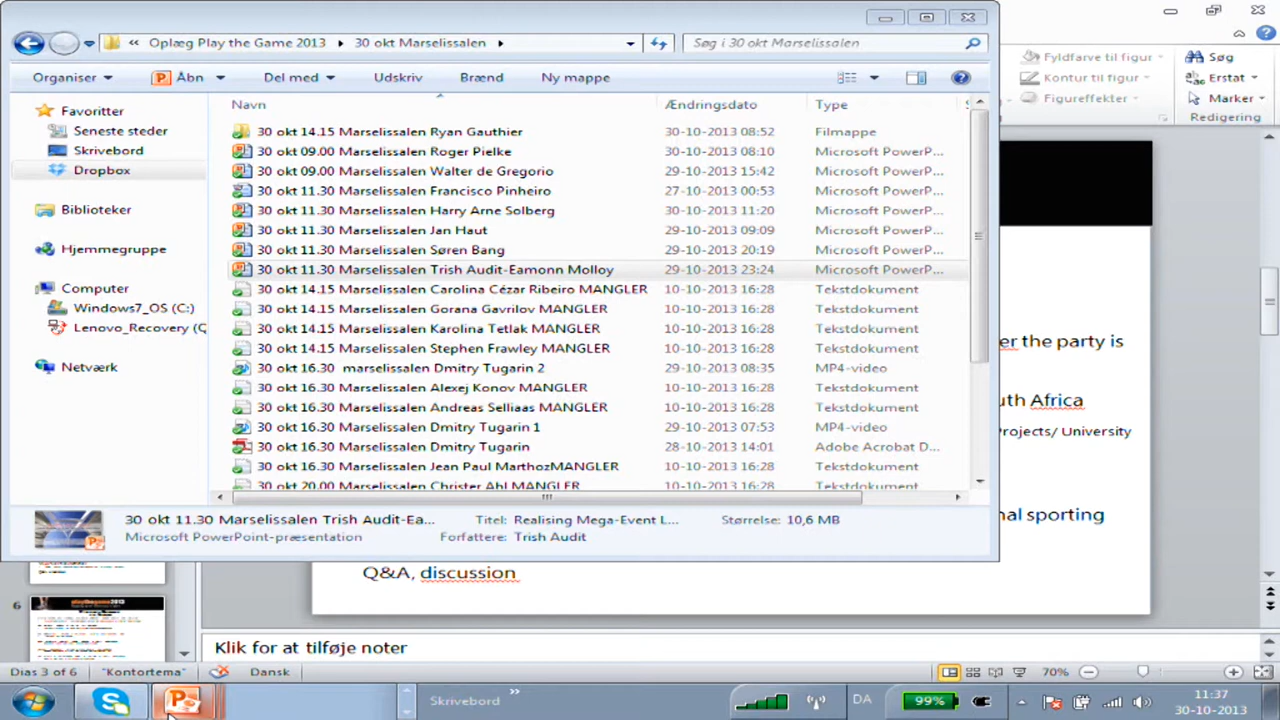 « Oplæg Play the Game 2013 30 okt Marselissalen
Søg i 30 okt Marselissalen
Organiser Åbn Del med Udskriv Brænd Ny mappe
Navn Ændringsdato Type
Favoritter
Seneste steder
Skrivebord
Dropbox
Biblioteker
Hjemmegruppe
Computer
Windows7_OS (C:)
Lenovo_Recovery (Q
Netværk
30 okt 14.15 Marselissalen Ryan Gauthier 30-10-2013 08:52 Filmappe
30 okt 09.00 Marselissalen Roger Pielke 30-10-2013 08:10 Microsoft PowerP...
30 okt 09.00 Marselissalen Walter de Gregorio 29-10-2013 15:42 Microsoft PowerP...
30 okt 11.30 Marselissalen Francisco Pinheiro 27-10-2013 00:53 Microsoft PowerP...
30 okt 11.30 Marselissalen Harry Arne Solberg 30-10-2013 11:20 Microsoft PowerP...
30 okt 11.30 Marselissalen Jan Haut 29-10-2013 09:09 Microsoft PowerP...
30 okt 11.30 Marselissalen Søren Bang 29-10-2013 20:19 Microsoft PowerP...
30 okt 11.30 Marselissalen Trish Audit-Eamonn Molloy 29-10-2013 23:24 Microsoft PowerP...
30 okt 14.15 Marselissalen Carolina Cézar Ribeiro MANGLER 10-10-2013 16:28 Tekstdokument
30 okt 14.15 Marselissalen Gorana Gavrilov MANGLER 10-10-2013 16:28 Tekstdokument
30 okt 14.15 Marselissalen Karolina Tetlak MANGLER 10-10-2013 16:28 Tekstdokument
30 okt 14.15 Marselissalen Stephen Frawley MANGLER 10-10-2013 16:28 Tekstdokument
30 okt 16.30 marselissalen Dmitry Tugarin 2 29-10-2013 08:35 MP4-video
30 okt 16.30 Marselissalen Alexej Konov MANGLER 10-10-2013 16:28 Tekstdokument
30 okt 16.30 Marselissalen Andreas Selliaas MANGLER 10-10-2013 16:28 Tekstdokument
30 okt 16.30 Marselissalen Dmitry Tugarin 1 29-10-2013 07:53 MP4-video
30 okt 16.30 Marselissalen Dmitry Tugarin 28-10-2013 14:01 Adobe Acrobat D...
30 okt 16.30 Marselissalen Jean Paul MarthozMANGLER 10-10-2013 16:28 Tekstdokument
30 okt 20.00 Marselissalen Christer Ahl MANGLER 10-10-2013 16:28 Tekstdokument
30 okt 11.30 Marselissalen Trish Audit-Ea... Titel: Realising Mega-Event L... Størrelse: 10,6 MB
Microsoft PowerPoint-præsentation Forfattere: Trish Audit
Fyldfarve til figur
Kontur til figur
Figureffekter
Søg
Erstat
Marker
Redigering
er the party is
uth Africa
Projects/ University
nal sporting
Q&A, discussion
6
Klik for at tilføje noter
Dias 3 of 6 "Kontortema" Dansk 70%
Skrivebord » DA 99% 11:37
30-10-2013